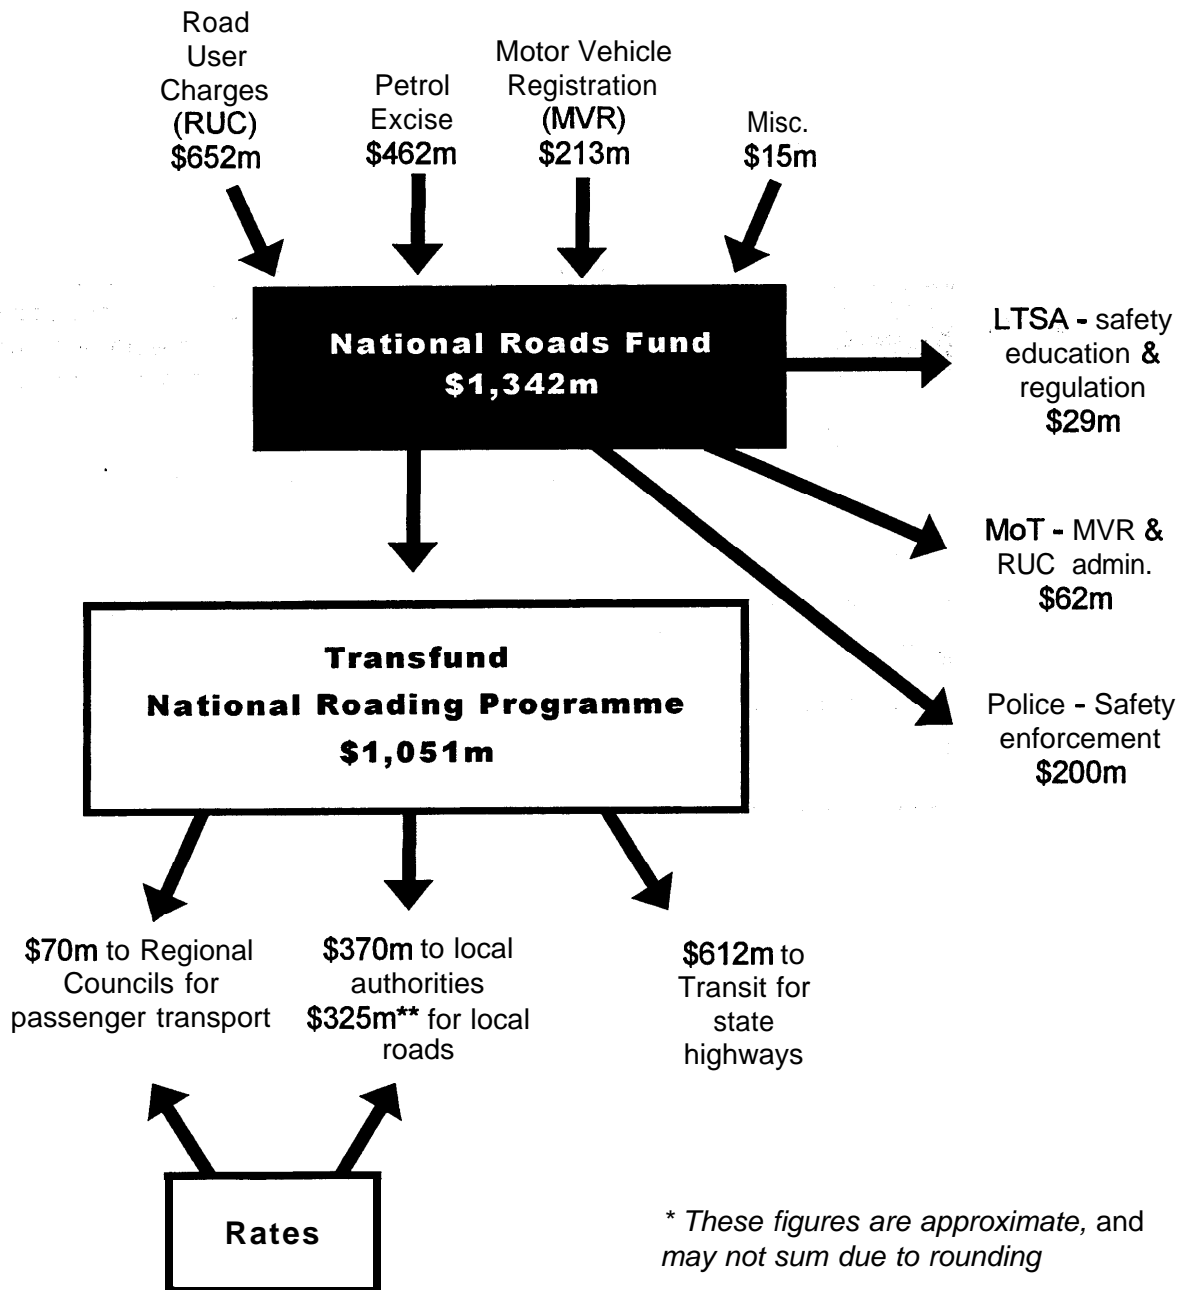 Road
User
Charges
(RUC)
$652m
Petrol
Excise
$462m
Motor Vehicle
Registration
(MVR)
$213m
Misc.
$15m
National Roads Fund
$1,342m
LTSA - safety
education &
regulation
$29m
MoT - MVR &
RUC admin.
$62m
Police - Safety
enforcement
$200m
Transfund
National Roading Programme
$1,051m
$70m to Regional
Councils for
passenger transport
$370m to local
authorities
$325m** for local
roads
$612m to
Transit for
state
highways
Rates
* These figures are approximate, and
may not sum due to rounding